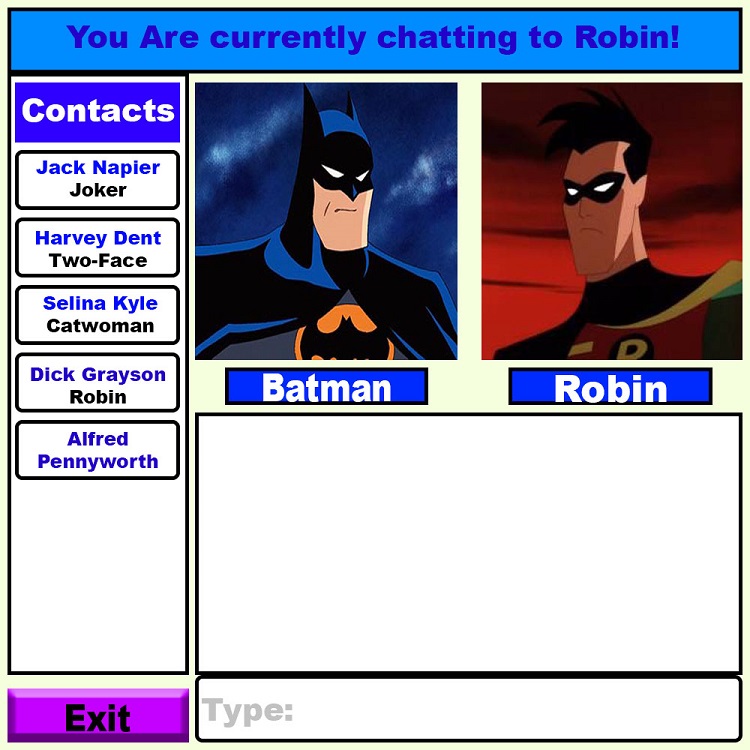 You Are currently chatting to Robin!
Contacts
Jack Napier
Joker
Harvey Dent
Two-Face
Selina Kyle
Catwoman
Dick Grayson
Robin
Alfred
Pennyworth
Batman
Robin
R
Type:
Exit